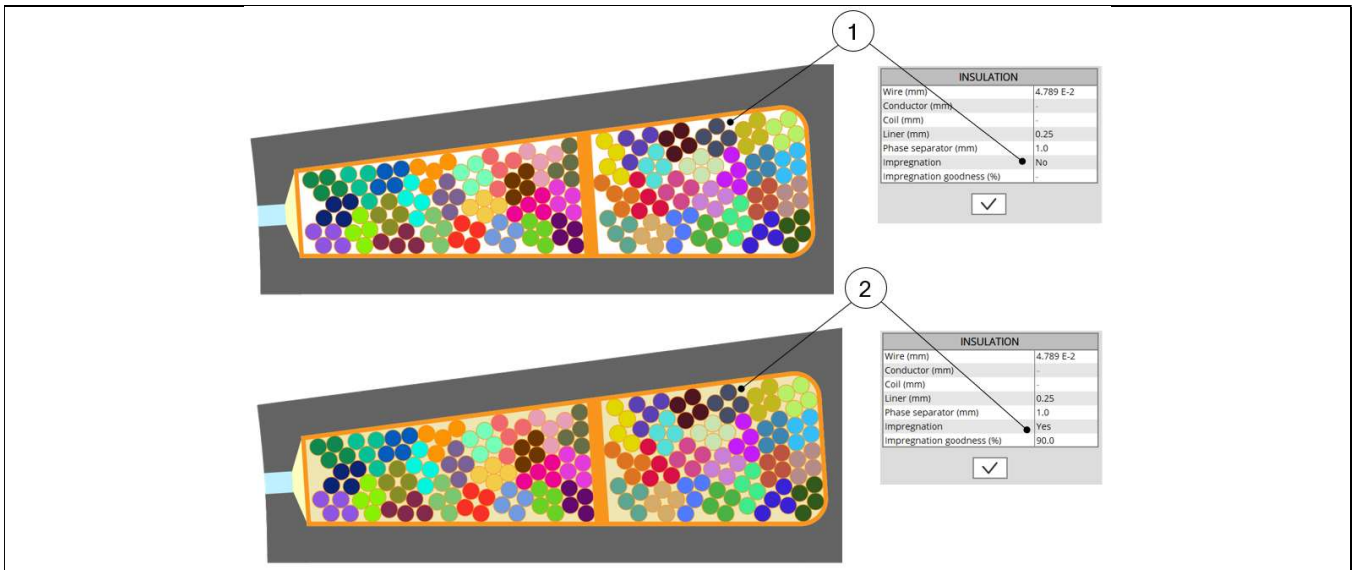 1
INSULATION
Wire (mm) 4.789 E-2
Conductor (mm) -
Coil (mm) -
Liner (mm) 0.25
Phase separator (mm) 1.0
Impregnation No
Impregnation goodness (%) -
2
INSULATION
Wire (mm) 4.789 E-2
Conductor (mm) -
Coil (mm) -
Liner (mm) 0.25
Phase separator (mm) 1.0
Impregnation Yes
Impregnation goodness (%) 90.0